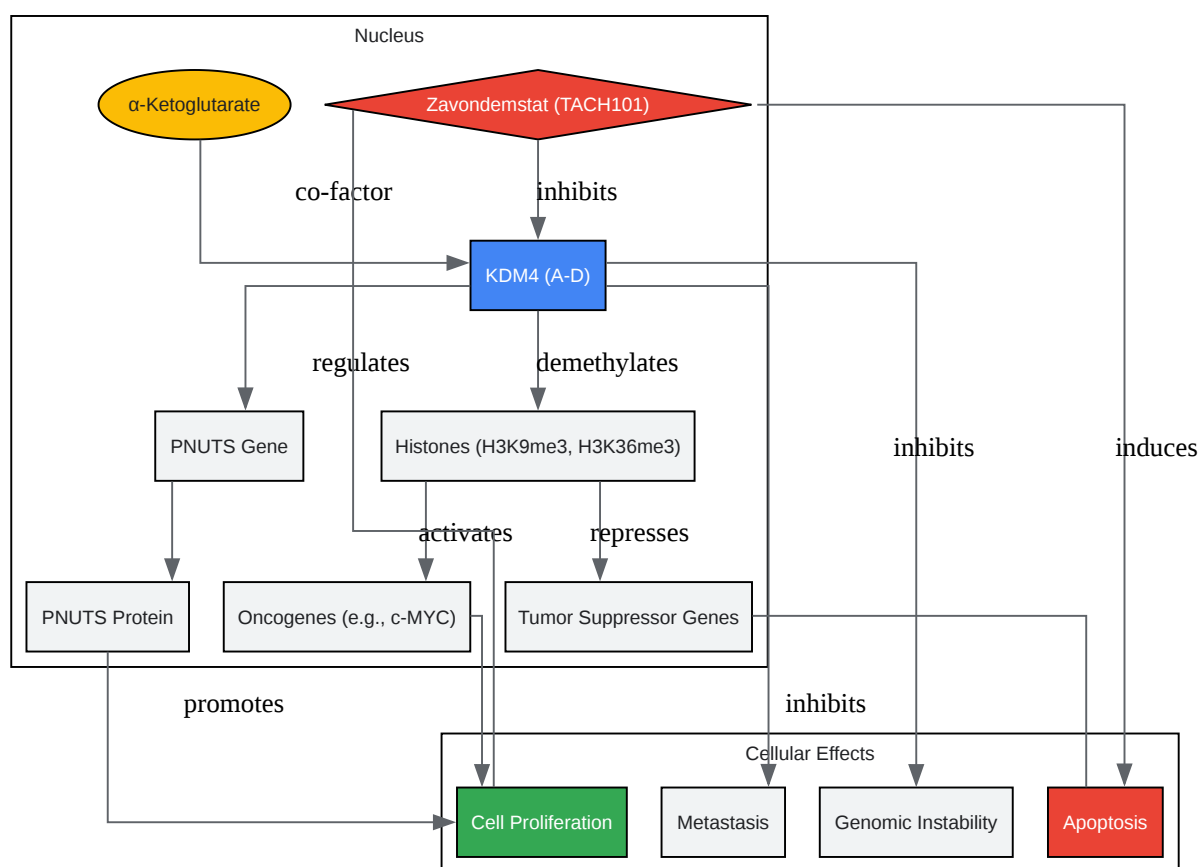 Nucleus
α-Ketoglutarate
Zavondemstat (TACH101)
co-factor
inhibits
KDM4 (A-D)
regulates
demethylates
PNUTS Gene
Histones (H3K9me3, H3K36me3)
inhibits
induces
activates
represses
PNUTS Protein
Oncogenes (e.g., c-MYC)
Tumor Suppressor Genes
promotes
inhibits
Cellular Effects
Cell Proliferation
Metastasis
Genomic Instability
Apoptosis